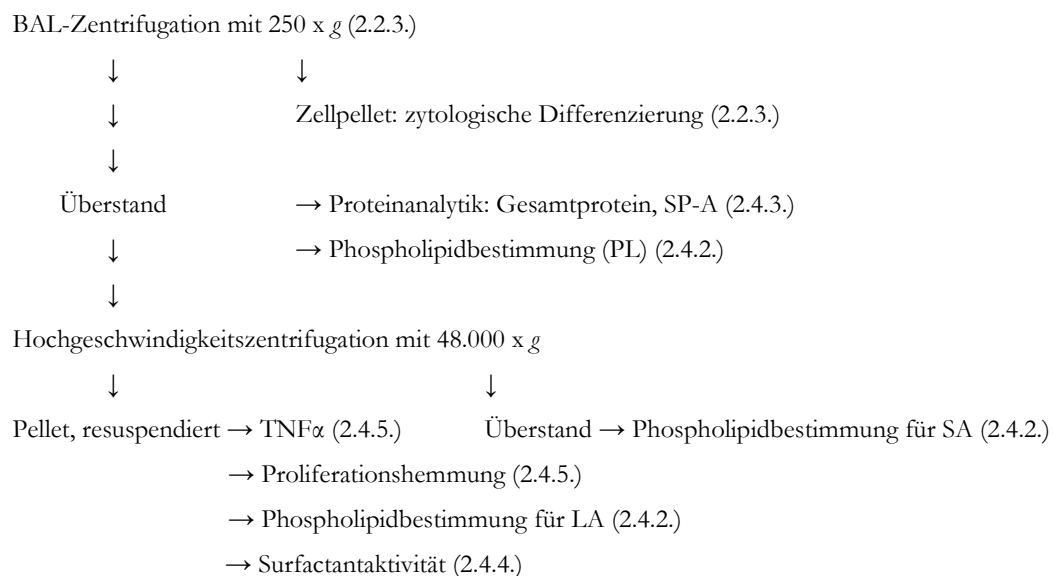 BAL-Zentrifugation mit 250 x g (2.2.3.)
↓ ↓
↓ Zellpellet: zytologische Differenzierung (2.2.3.)
↓
Überstand → Proteinanalytik: Gesamtprotein, SP-A (2.4.3.)
↓ → Phospholipidbestimmung (PL) (2.4.2.)
↓
Hochgeschwindigkeitszentrifugation mit 48.000 x g
↓ ↓
Pellet, resuspendiert → TNFα (2.4.5.) Überstand → Phospholipidbestimmung für SA (2.4.2.)
→ Proliferationshemmung (2.4.5.)
→ Phospholipidbestimmung für LA (2.4.2.)
→ Surfactantaktivität (2.4.4.)